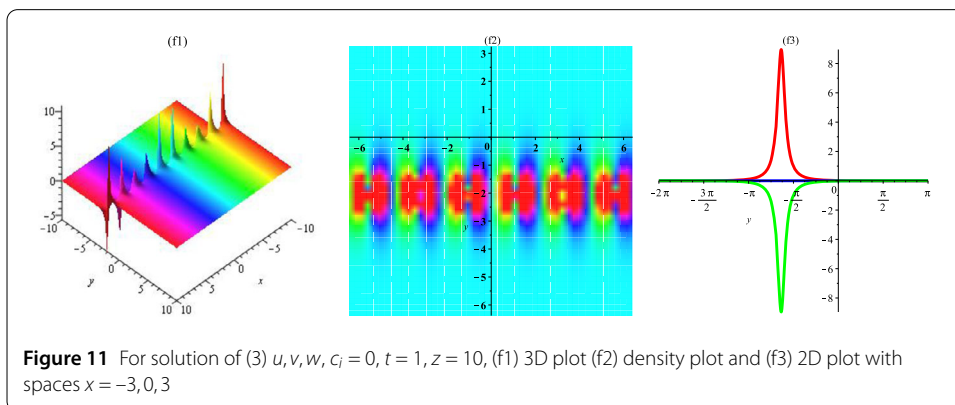 (f1)
10
5
0
-5
-10
-5
0
5
10
y
-10
-5
0
5
10
x
(f2)
3
2
1
0
-1
-2
-3
-4
-5
-6
-6
-4
-2
2
4
6
x
y
(f3)
8
6
4
2
0
-2
-4
-6
-8
-2π
-3π/2
-π
-π/2
π/2
π
y
Figure 11 For solution of (3) u, v, w, cᵢ = 0, t = 1, z = 10, (f1) 3D plot (f2) density plot and (f3) 2D plot with
spaces x = –3, 0, 3